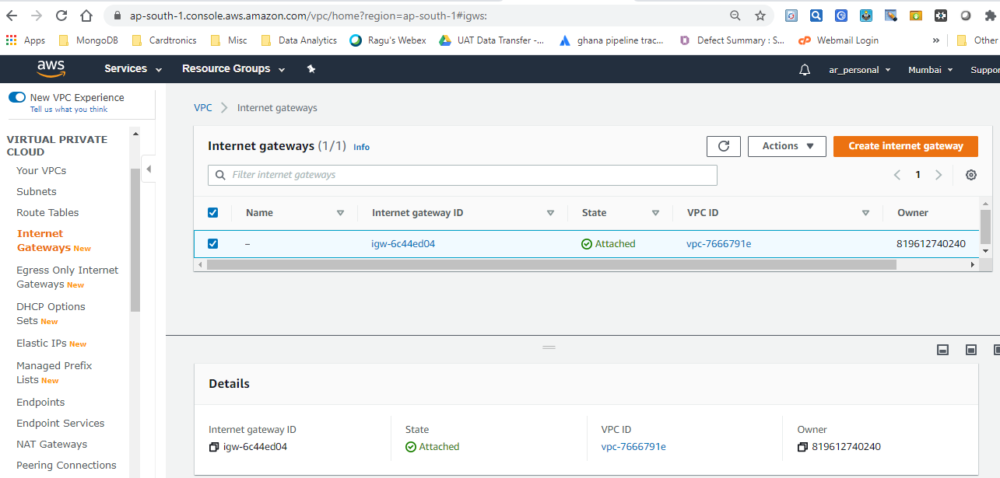 ap-south-1.console.aws.amazon.com/vpc/home?region=ap-south-1#igws:
Apps MongoDB Cardtronics Misc Data Analytics Ragu's Webex UAT Data Transfer -... ghana pipeline trac... Defect Summary : S... Webmail Login » Other
aws Services Resource Groups ar_personal Mumbai Suppor
New VPC Experience
Tell us what you think
VIRTUAL PRIVATE
CLOUD
Your VPCs
Subnets
Route Tables
Internet
Gateways New
Egress Only Internet
Gateways New
DHCP Options
Sets New
Elastic IPs New
Managed Prefix
Lists New
Endpoints
Endpoint Services
NAT Gateways
Peering Connections
VPC Internet gateways
Internet gateways (1/1) Info
Actions Create internet gateway
Filter internet gateways
1
Name Internet gateway ID State VPC ID Owner
– igw-6c44ed04 Attached vpc-7666791e 819612740240
Details
Internet gateway ID State VPC ID Owner
igw-6c44ed04 Attached vpc-7666791e 819612740240